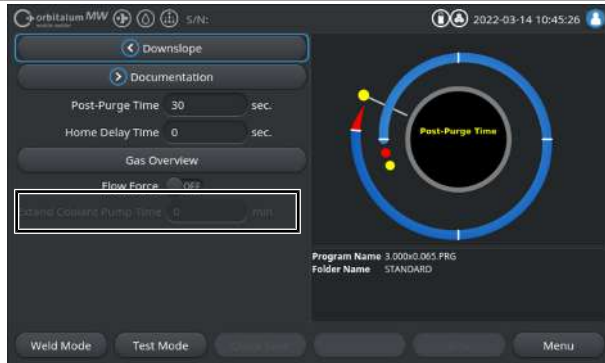 orbitalum MW S/N: 2022-03-14 10:45:26
Downslope
Documentation
Post-Purge Time 30 sec.
Home Delay Time 0 sec.
Gas Overview
Flow Force OFF
Extend Coolant Pump Time 0 min
Post-Purge Time
Program Name 3.000x0.065.PRG
Folder Name STANDARD
Weld Mode Test Mode Menu